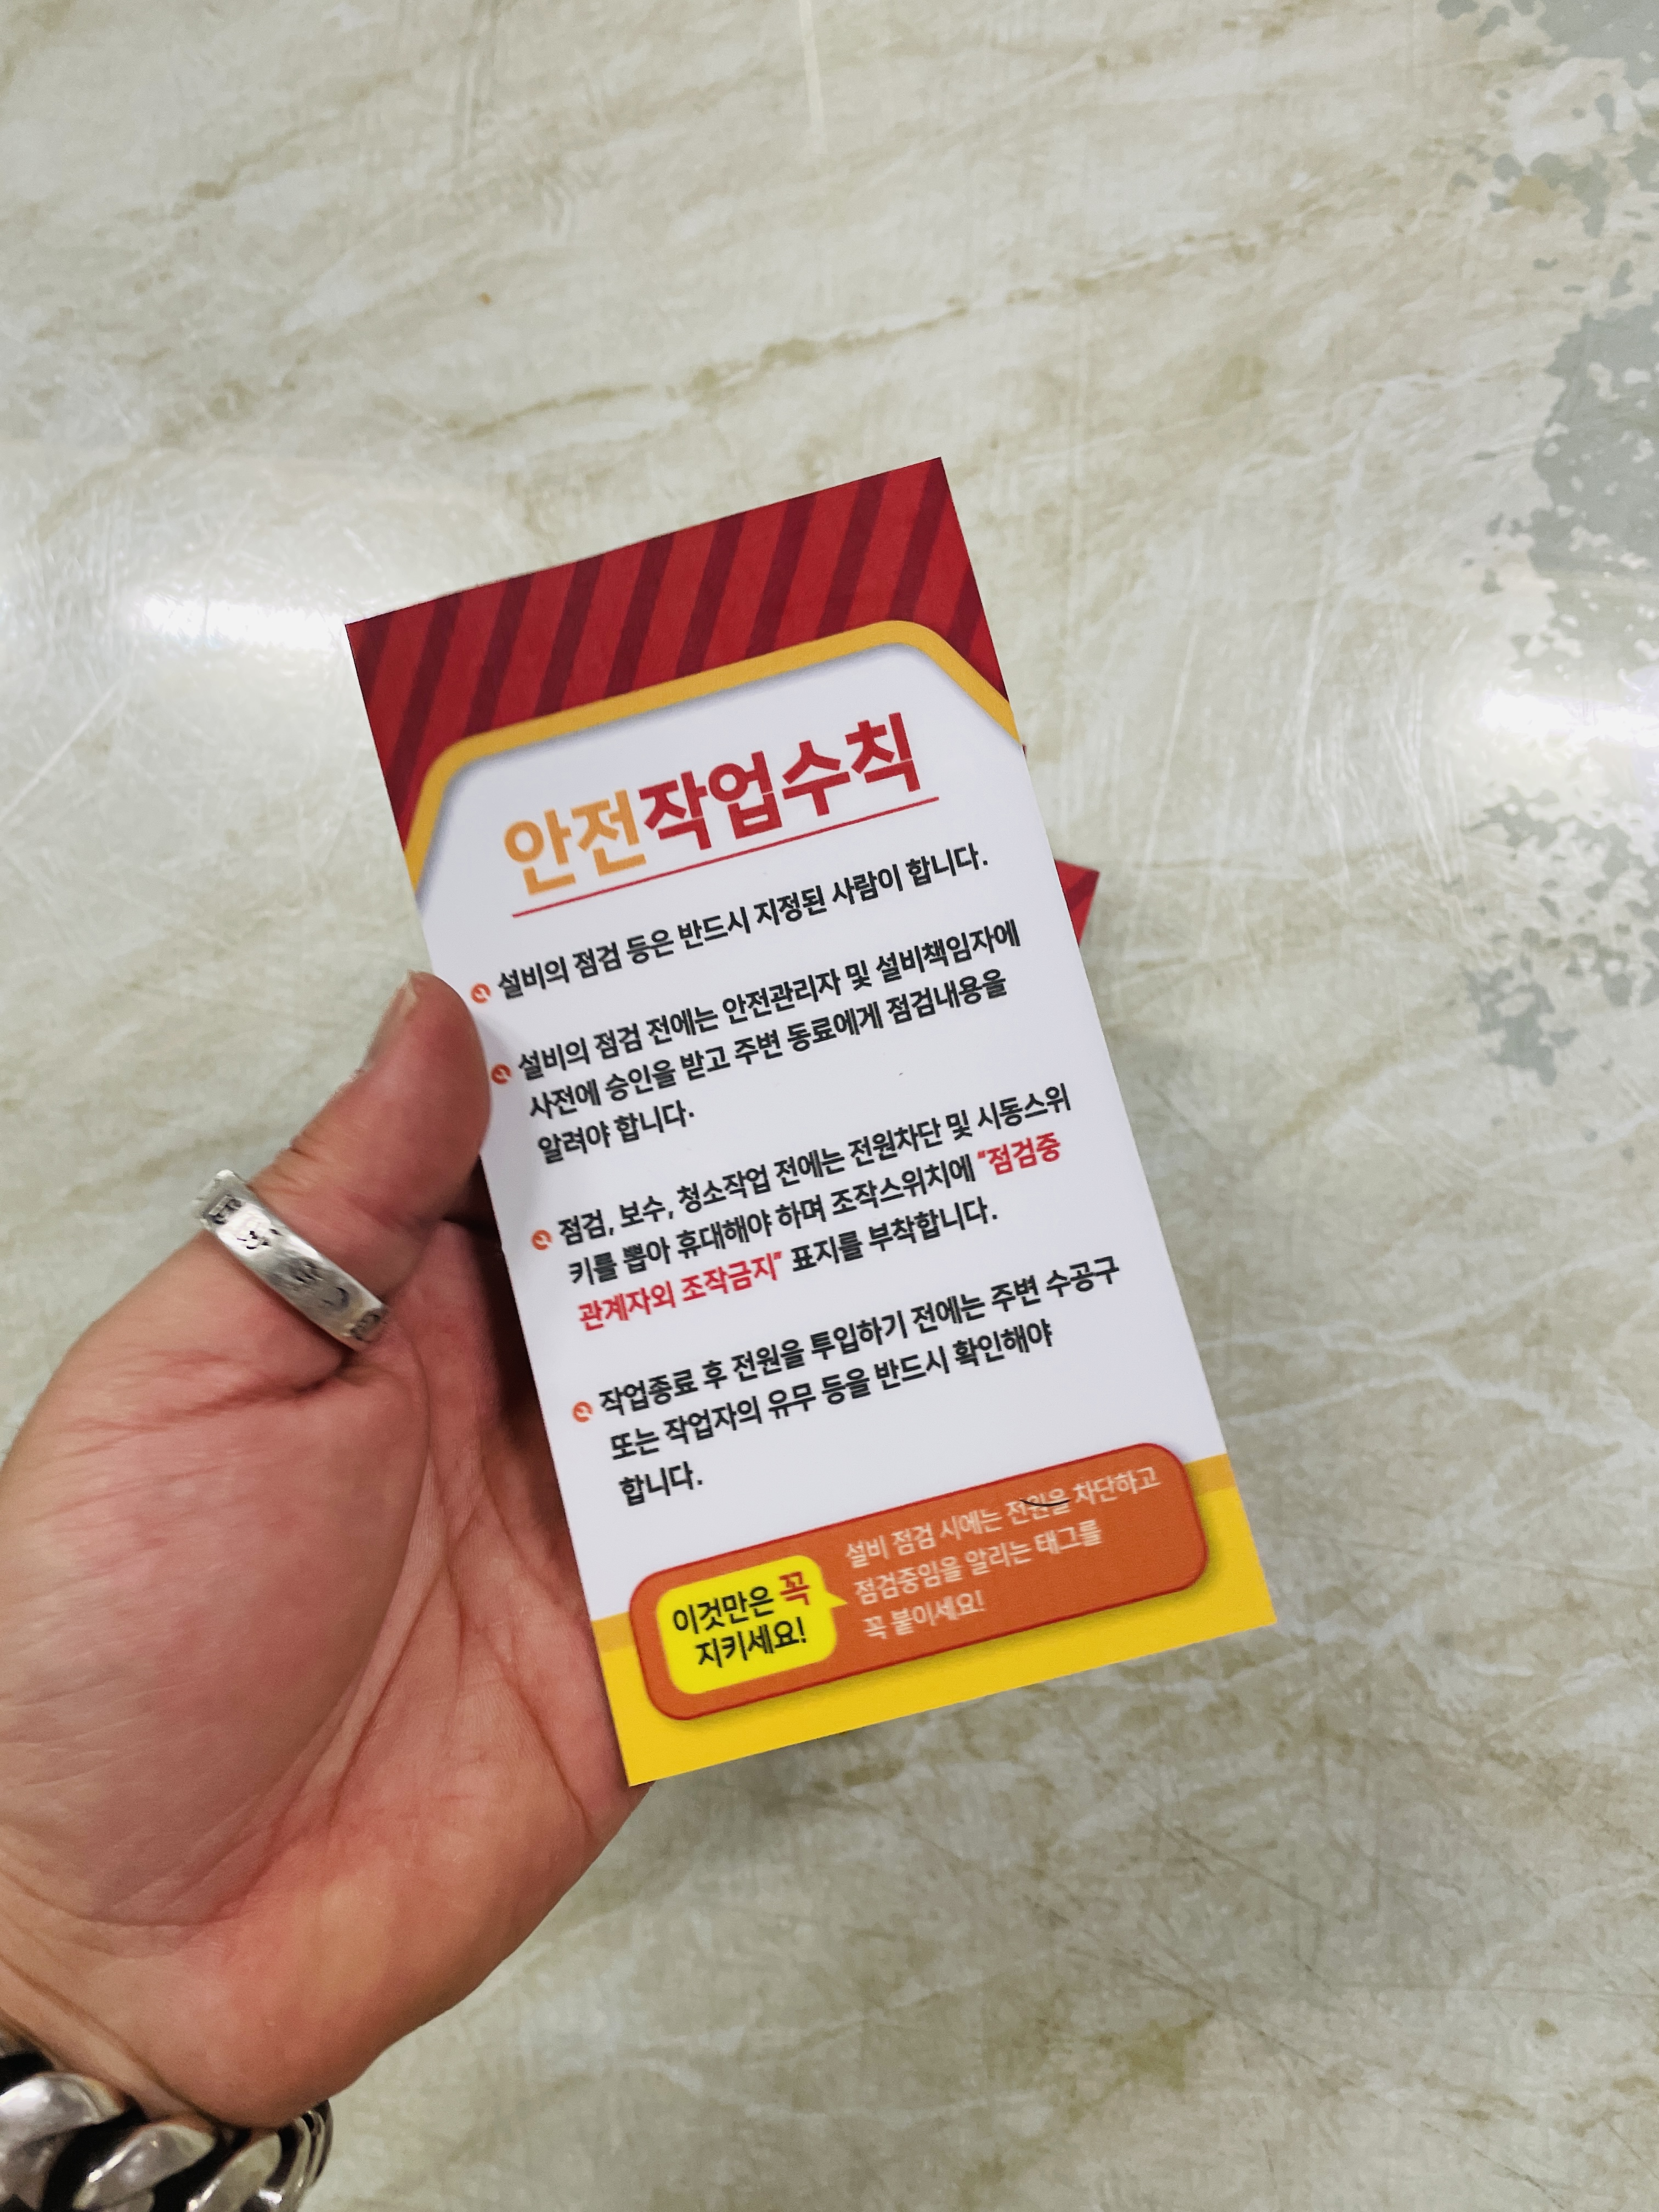 안전작업수칙
설비의 점검 등은 반드시 지정된 사람이 합니다.
설비의 점검 전에는 안전관리자 및 설비책임자에
사전에 승인을 받고 주변 동료에게 점검내용을
알려야 합니다.
점검, 보수, 청소작업 전에는 전원차단 및 시동스위
키를 뽑아 휴대해야 하며 조작스위치에 "점검중
관계자외 조작금지" 표지를 부착합니다.
작업종료 후 전원을 투입하기 전에는 주변 수공구
또는 작업자의 유무 등을 반드시 확인해야
합니다.
이것만은 꼭
지키세요!
설비 점검 시에는 전원을 차단하고
점검중임을 알리는 태그를
꼭 붙이세요!